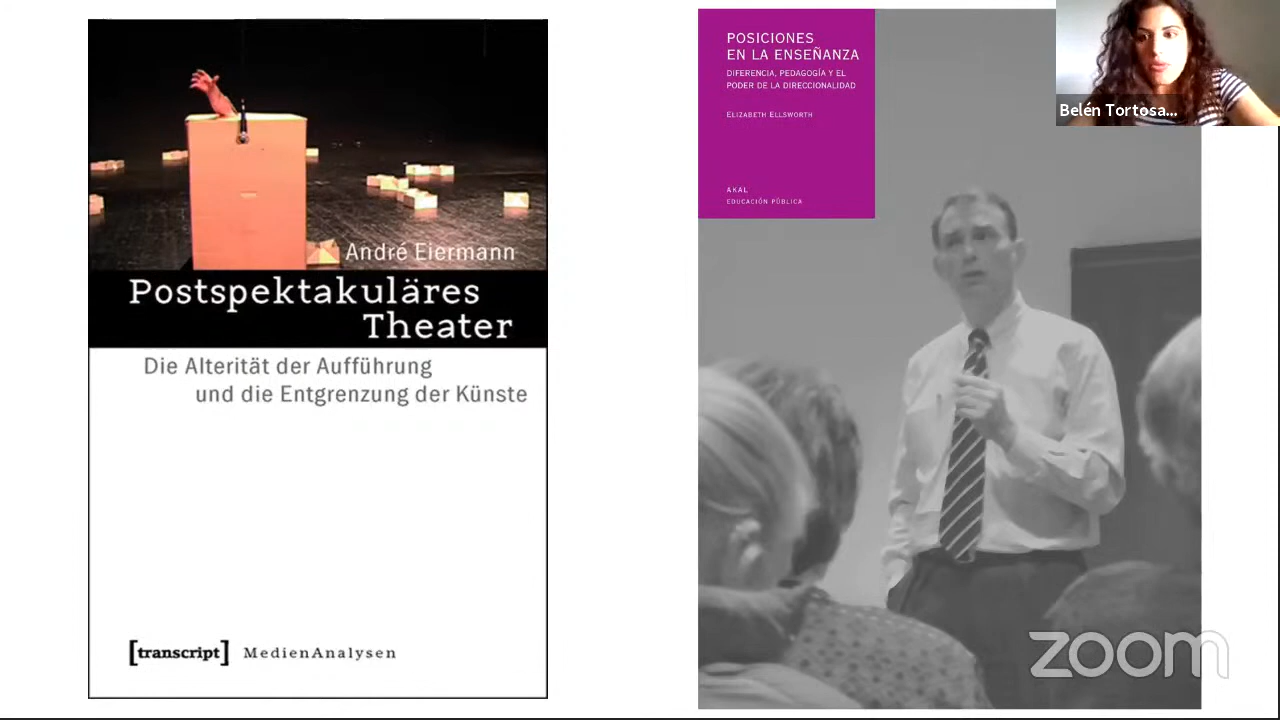 André Eiermann
Postspektakuläres
Theater
Die Alterität der Aufführung
und die Entgrenzung der Künste
[transcript] MedienAnalysen
POSICIONES
EN LA ENSEÑANZA
DIFERENCIA, PEDAGOGÍA Y EL
PODER DE LA DIRECCIONALIDAD
ELIZABETH ELLSWORTH
AKAL
EDUCACIÓN PÚBLICA
Belén Tortosa...
zoom